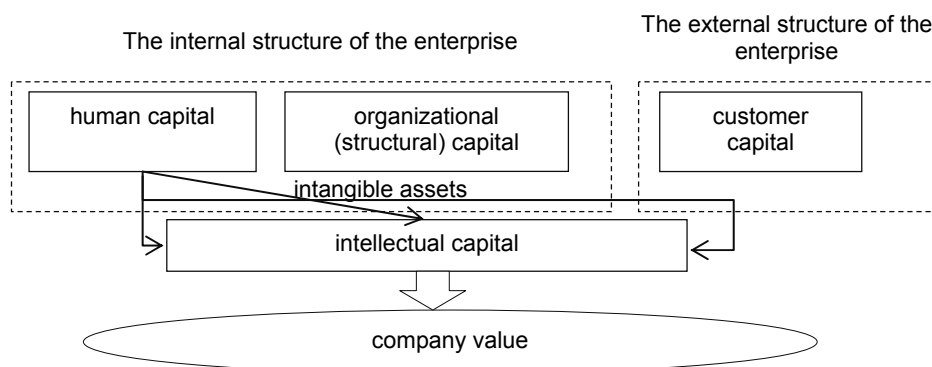 The internal structure of the enterprise
The external structure of the
enterprise
human capital
organizational
(structural) capital
customer
capital
intangible assets
intellectual capital
company value